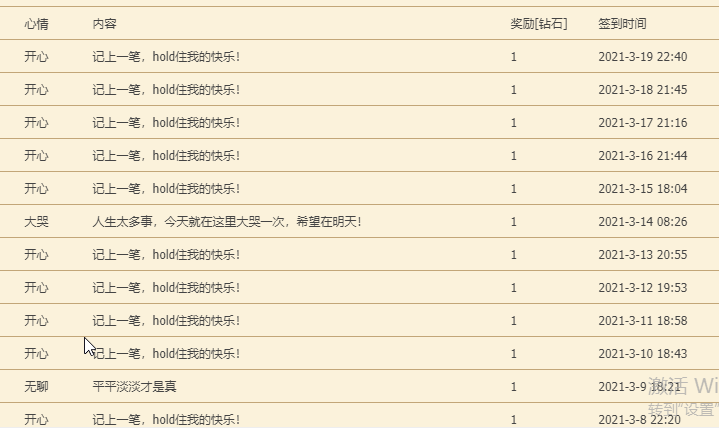 心情 内容 奖励[钻石] 签到时间
开心 记上一笔，hold住我的快乐！ 1 2021-3-19 22:40
开心 记上一笔，hold住我的快乐！ 1 2021-3-18 21:45
开心 记上一笔，hold住我的快乐！ 1 2021-3-17 21:16
开心 记上一笔，hold住我的快乐！ 1 2021-3-16 21:44
开心 记上一笔，hold住我的快乐！ 1 2021-3-15 18:04
大哭 人生太多事，今天就在这里大哭一次，希望在明天！ 1 2021-3-14 08:26
开心 记上一笔，hold住我的快乐！ 1 2021-3-13 20:55
开心 记上一笔，hold住我的快乐！ 1 2021-3-12 19:53
开心 记上一笔，hold住我的快乐！ 1 2021-3-11 18:58
开心 记上一笔，hold住我的快乐！ 1 2021-3-10 18:43
无聊 平平淡淡才是真 1 2021-3-9 18:21
激活 Wi
开心 记上一笔，hold住我的快乐！ 1 2021-3-8 22:20
转到"设置"